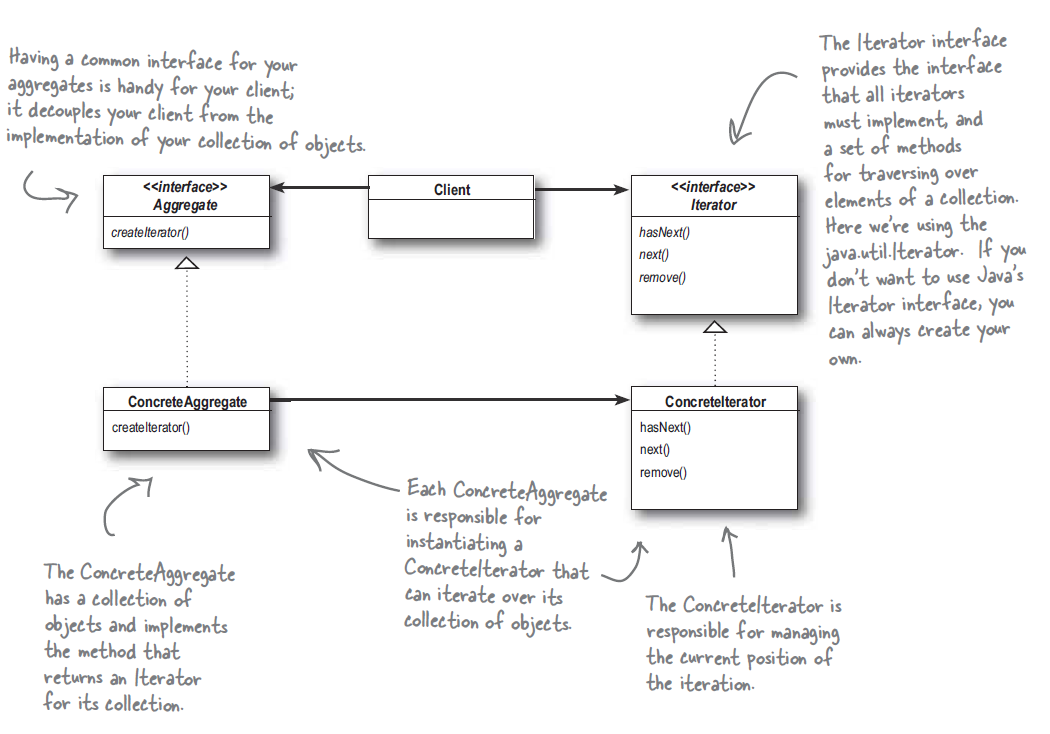 Having a common interface for your
aggregates is handy for your client;
it decouples your client from the
implementation of your collection of objects.
The Iterator interface
provides the interface
that all iterators
must implement, and
a set of methods
for traversing over
elements of a collection.
Here we're using the
java.util.Iterator. If you
don't want to use Java's
Iterator interface, you
can always create your
own.
<<interface>>
Aggregate
createIterator()
Client
<<interface>>
Iterator
hasNext()
next()
remove()
ConcreteAggregate
createIterator()
ConcreteIterator
hasNext()
next()
remove()
Each ConcreteAggregate
is responsible for
instantiating a
ConcreteIterator that
can iterate over its
collection of objects.
The ConcreteAggregate
has a collection of
objects and implements
the method that
returns an Iterator
for its collection.
The ConcreteIterator is
responsible for managing
the current position of
the iteration.